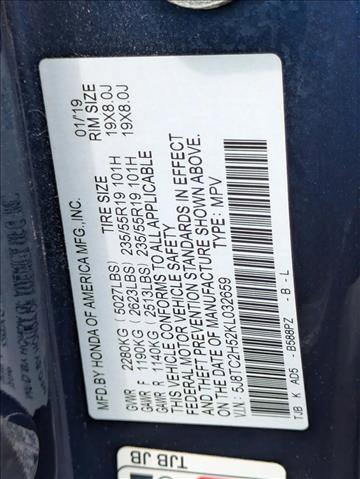 MFD.BY HONDA OF AMERICA MFG.,INC. 01/19
TIRE SIZE RIM SIZE
GVWR 2280KG (5027LBS)
GAWR F 1190KG (2623LBS) 235/55R19 101H 19X8.0J
GAWR R 1140KG (2513LBS) 235/55R19 101H 19X8.0J
THIS VEHICLE CONFORMS TO ALL APPLICABLE
FEDERAL MOTOR VEHICLE SAFETY
AND THEFT PREVENTION STANDARDS IN EFFECT
ON THE DATE OF MANUFACTURE SHOWN ABOVE.
VIN: 5J8TC2H52KL032659
TYPE: MPV
TJB K AD5 - B588PZ - B - L
TJB JB